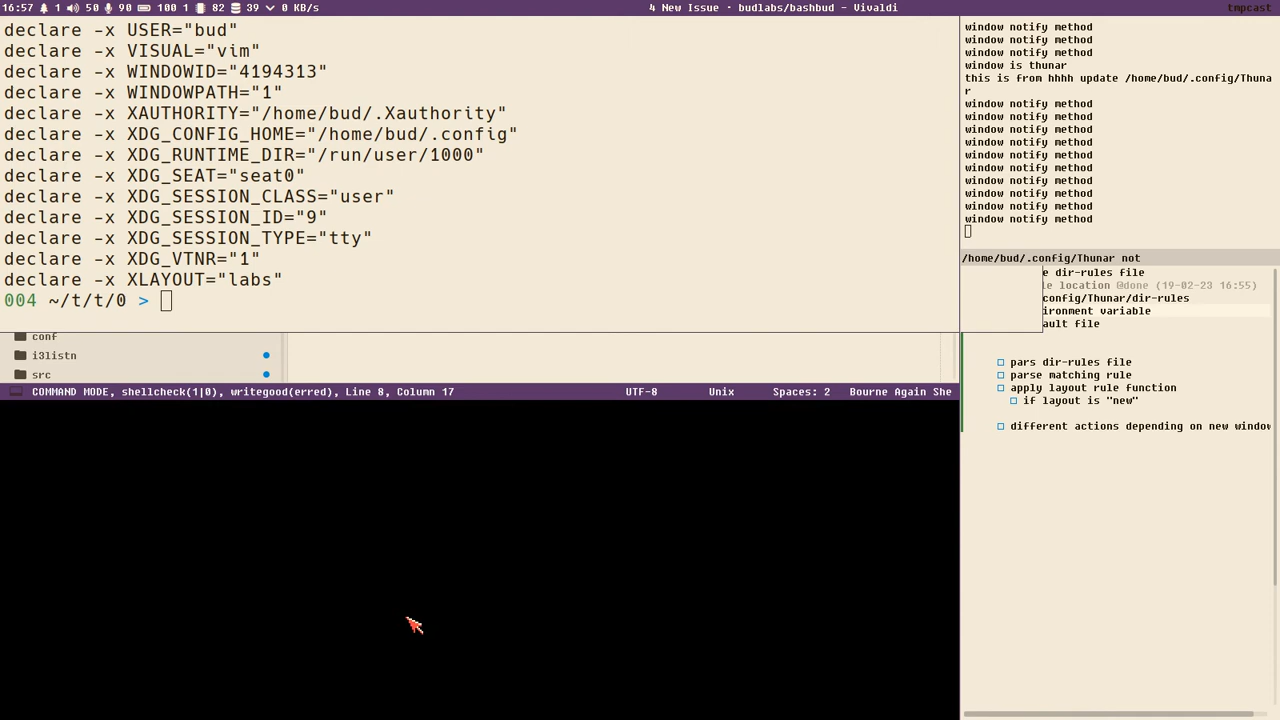 16:57 1 50 90 100 1 82 39 0 KB/s 4 New Issue - budlabs/bashbud - Vivaldi tmpcast
declare -x USER="bud"
declare -x VISUAL="vim"
declare -x WINDOWID="4194313"
declare -x WINDOWPATH="1"
declare -x XAUTHORITY="/home/bud/.Xauthority"
declare -x XDG_CONFIG_HOME="/home/bud/.config"
declare -x XDG_RUNTIME_DIR="/run/user/1000"
declare -x XDG_SEAT="seat0"
declare -x XDG_SESSION_CLASS="user"
declare -x XDG_SESSION_ID="9"
declare -x XDG_SESSION_TYPE="tty"
declare -x XDG_VTNR="1"
declare -x XLAYOUT="labs"
004 ~/t/t/0 >
conf
i3listn
src
COMMAND MODE, shellcheck(1|0), writegood(erred), Line 8, Column 17 UTF-8 Unix Spaces: 2 Bourne Again She
window notify method
window notify method
window notify method
window is thunar
this is from hhhh update /home/bud/.config/Thuna
r
window notify method
window notify method
window notify method
window notify method
window notify method
window notify method
window notify method
window notify method
window notify method
window notify method
/home/bud/.config/Thunar not
e dir-rules file
le location @done (19-02-23 16:55)
config/Thunar/dir-rules
ironment variable
ault file
pars dir-rules file
parse matching rule
apply layout rule function
if layout is "new"
different actions depending on new window